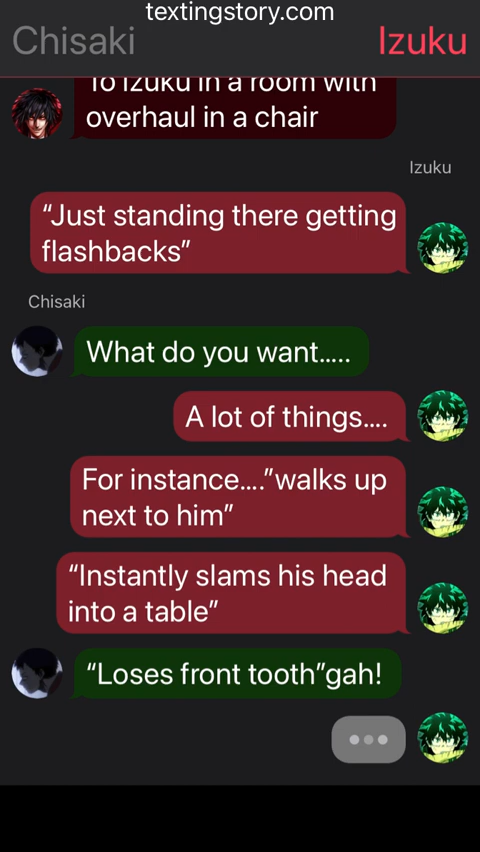 textingstory.com
Chisaki
Izuku
To Izuku in a room with
overhaul in a chair
Izuku
“Just standing there getting
flashbacks”
Chisaki
What do you want.....
A lot of things....
For instance....”walks up
next to him”
“Instantly slams his head
into a table”
“Loses front tooth”gah!